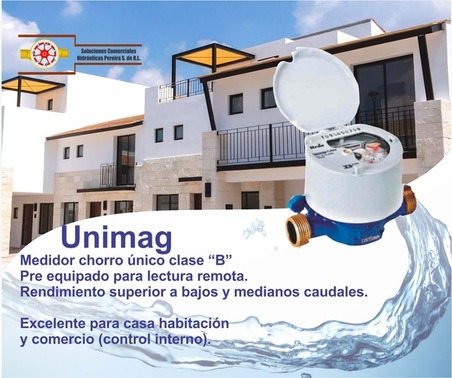 Soluciones Comerciales
Hidráulicas Pereira S. de R.L.
Unimag
Medidor chorro único clase “B”
Pre equipado para lectura remota.
Rendimiento superior a bajos y medianos caudales.
Excelente para casa habitación
y comercio (control interno).